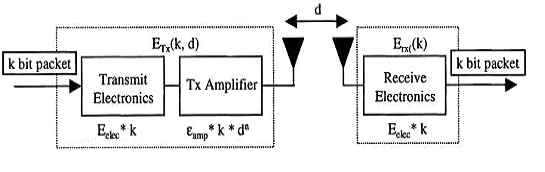 d
E_Tx(k, d)
E_rx(k)
k bit packet
Transmit Electronics
Tx Amplifier
Receive Electronics
k bit packet
E_elec * k
ε_amp * k * d^n
E_elec * k